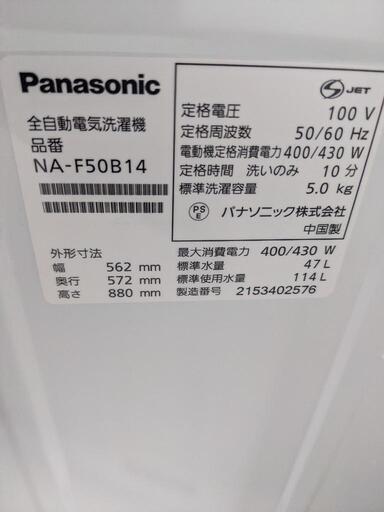 Panasonic
全自動電気洗濯機
品番
NA-F50B14
外形寸法
幅 562 mm
奥行 572 mm
高さ 880 mm
S JET
定格電圧 100 V
定格周波数 50/60 Hz
電動機定格消費電力 400/430 W
定格時間 洗いのみ 10 分
標準洗濯容量 5.0 kg
PS E パナソニック株式会社
中国製
最大消費電力 400/430 W
標準水量 47 L
標準使用水量 114 L
製造番号 2153402576